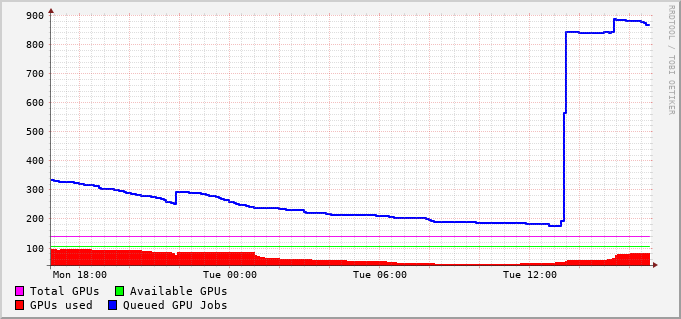 900
800
700
600
500
400
300
200
100
Mon 18:00 Tue 00:00 Tue 06:00 Tue 12:00
Total GPUs Available GPUs
GPUs used Queued GPU Jobs
RRDTOOL / TOBI OETIKER